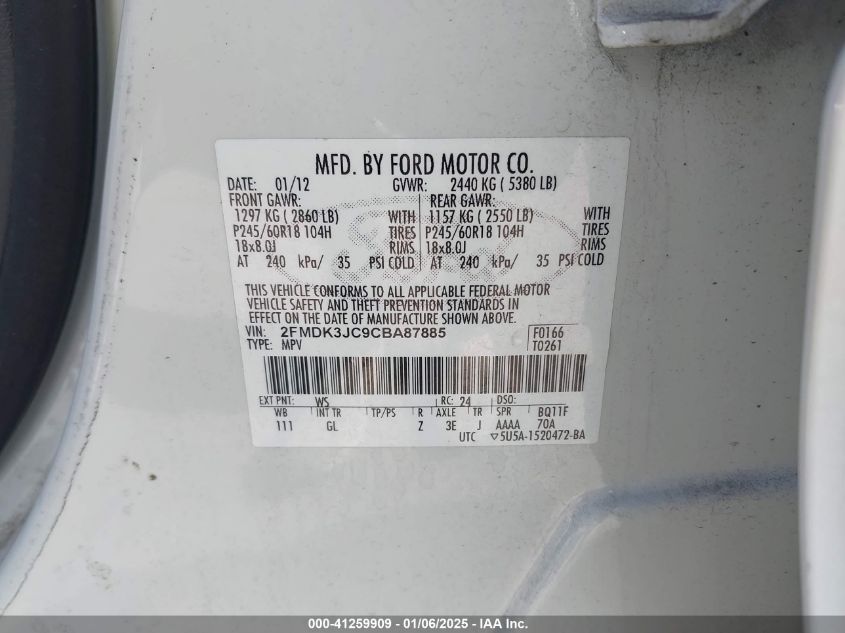 MFD. BY FORD MOTOR CO.
DATE: 01/12 GVWR: 2440 KG ( 5380 LB)
FRONT GAWR: REAR GAWR:
1297 KG ( 2860 LB) WITH 1157 KG ( 2550 LB) WITH
P245/60R18 104H TIRES P245/60R18 104H TIRES
18x8.0J RIMS 18x8.0J RIMS
AT 240 kPa/ 35 PSI COLD AT 240 kPa/ 35 PSI COLD
THIS VEHICLE CONFORMS TO ALL APPLICABLE FEDERAL MOTOR
VEHICLE SAFETY AND THEFT PREVENTION STANDARDS IN
EFFECT ON THE DATE OF MANUFACTURE SHOWN ABOVE.
VIN: 2FMDK3JC9CBA87885 F0166
TYPE: MPV T0261
EXT PNT: WS RC: 24 DSO:
WB INT TR TP/PS R AXLE TR SPR BQ11F
111 GL Z 3E J AAAA 70A
UTC ▽5U5A-1520472-BA
000-41259909 - 01/06/2025 - IAA Inc.